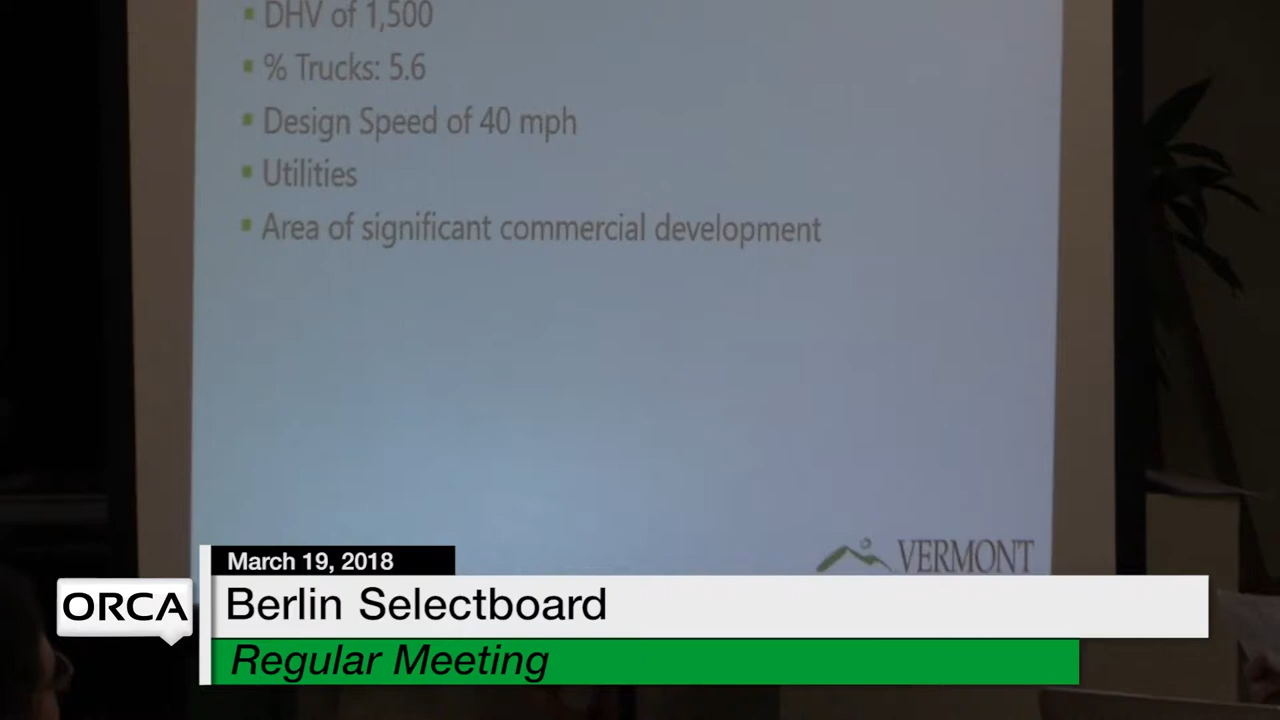 DHV of 1,500
% Trucks: 5.6
Design Speed of 40 mph
Utilities
Area of significant commercial development
VERMONT
March 19, 2018
ORCA
Berlin Selectboard
Regular Meeting